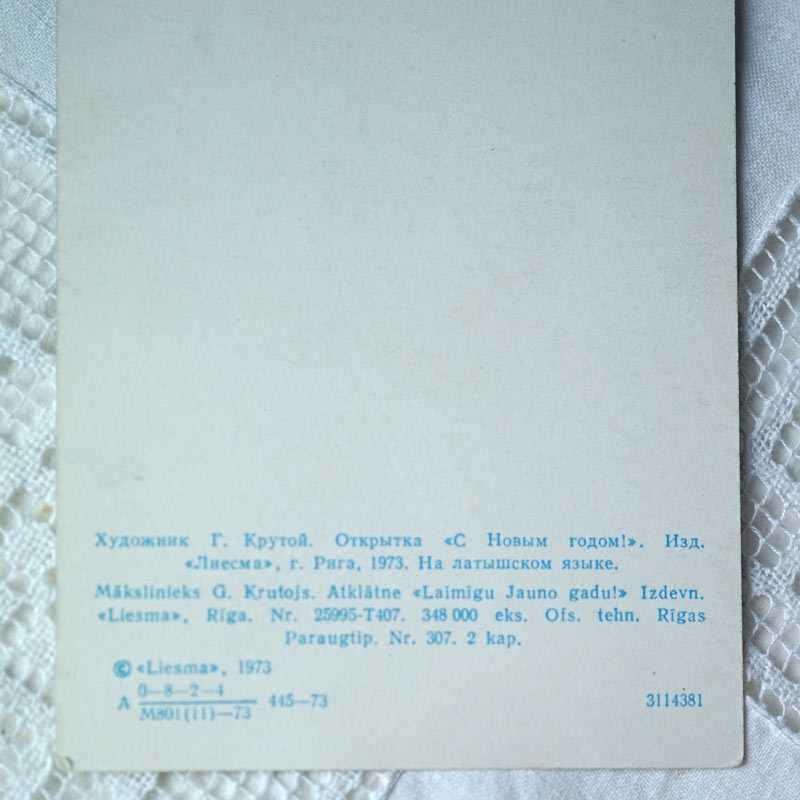 Художник Г. Крутой. Открытка «С Новым годом!». Изд.
«Лиесма», г. Рига, 1973. На латышском языке.
Mākslinieks G. Krutojs. Atklātne «Laimīgu Jauno gadu!» Izdevn.
«Liesma», Rīga. Nr. 25995-T407. 348 000 eks. Ofs. tehn. Rīgas
Paraugtip. Nr. 307. 2 kap.
© «Liesma», 1973
0—8—2—4
А 445—73 3114381
М801(11)—73